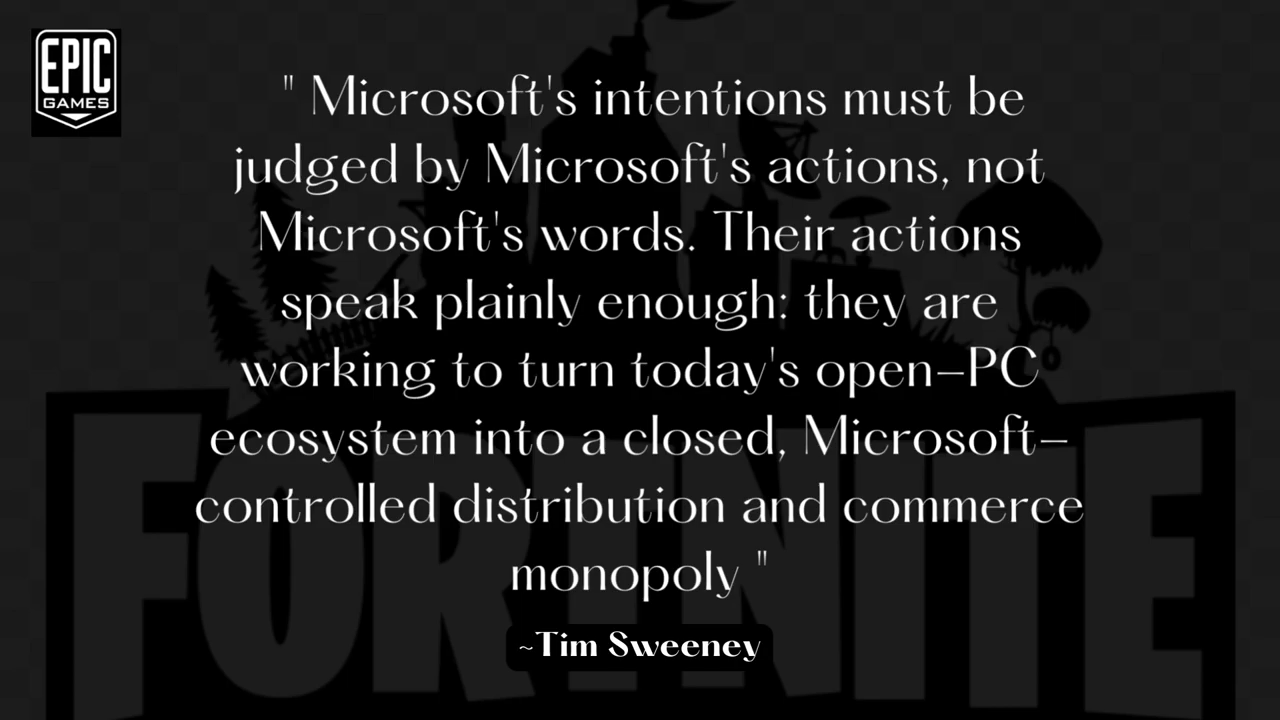 EPIC
GAMES
" Microsoft's intentions must be
judged by Microsoft's actions, not
Microsoft's words. Their actions
speak plainly enough: they are
working to turn today's open-PC
ecosystem into a closed, Microsoft-
controlled distribution and commerce
monopoly "
~Tim Sweeney
FORTNITE